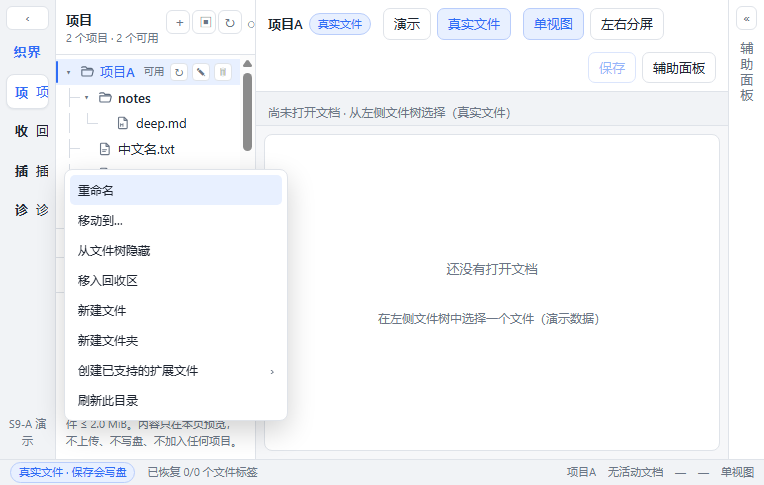 ‹
织界
项 项
收 回
插 插
诊 诊
S9-A 演
示
项目
2 个项目 · 2 个可用
+
↻
项目A 可用 ↻
notes
deep.md
中文名.txt
重命名
移动到...
从文件树隐藏
移入回收区
新建文件
新建文件夹
创建已支持的扩展文件 ›
刷新此目录
件 ≤ 2.0 MiB。内容只在本页预览，
不上传、不写盘、不加入任何项目。
项目A 真实文件 演示 真实文件 单视图 左右分屏
保存 辅助面板
尚未打开文档 · 从左侧文件树选择（真实文件）
还没有打开文档
在左侧文件树中选择一个文件（演示数据）
«
辅助面板
真实文件 · 保存会写盘 已恢复 0/0 个文件标签 项目A 无活动文档 — — 单视图